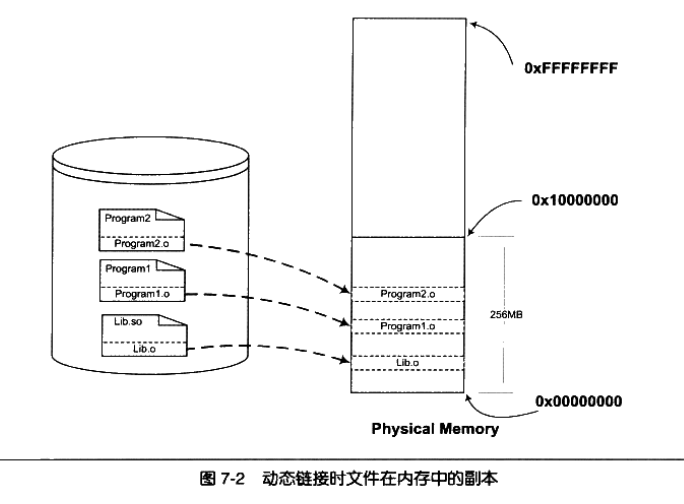 0xFFFFFFFF
0x10000000
Program2
Program2.o
Program1
Program1.o
Lib.so
Lib.o
Program2.o
Program1.o
Lib.o
256MB
0x00000000
Physical Memory
图 7-2 动态链接时文件在内存中的副本